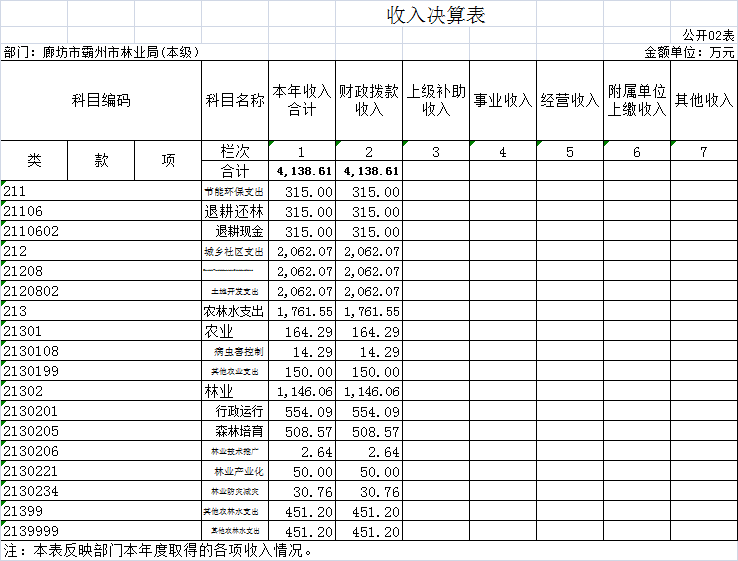 收入决算表
公开02表
部门：廊坊市霸州市林业局(本级)	金额单位：万元
科目编码	科目名称	本年收入合计	财政拨款收入	上级补助收入	事业收入	经营收入	附属单位上缴收入	其他收入
类	款	项	栏次	1	2	3	4	5	6	7
合计	4,138.61	4,138.61
211	节能环保支出	315.00	315.00
21106	退耕还林	315.00	315.00
2110602	退耕现金	315.00	315.00
212	城乡社区支出	2,062.07	2,062.07
21208	2,062.07	2,062.07
2120802	土地开发支出	2,062.07	2,062.07
213	农林水支出	1,761.55	1,761.55
21301	农业	164.29	164.29
2130108	病虫害控制	14.29	14.29
2130199	其他农业支出	150.00	150.00
21302	林业	1,146.06	1,146.06
2130201	行政运行	554.09	554.09
2130205	森林培育	508.57	508.57
2130206	林业技术推广	2.64	2.64
2130221	林业产业化	50.00	50.00
2130234	林业防灾减灾	30.76	30.76
21399	其他农林水支出	451.20	451.20
2139999	其他农林水支出	451.20	451.20
注：本表反映部门本年度取得的各项收入情况。